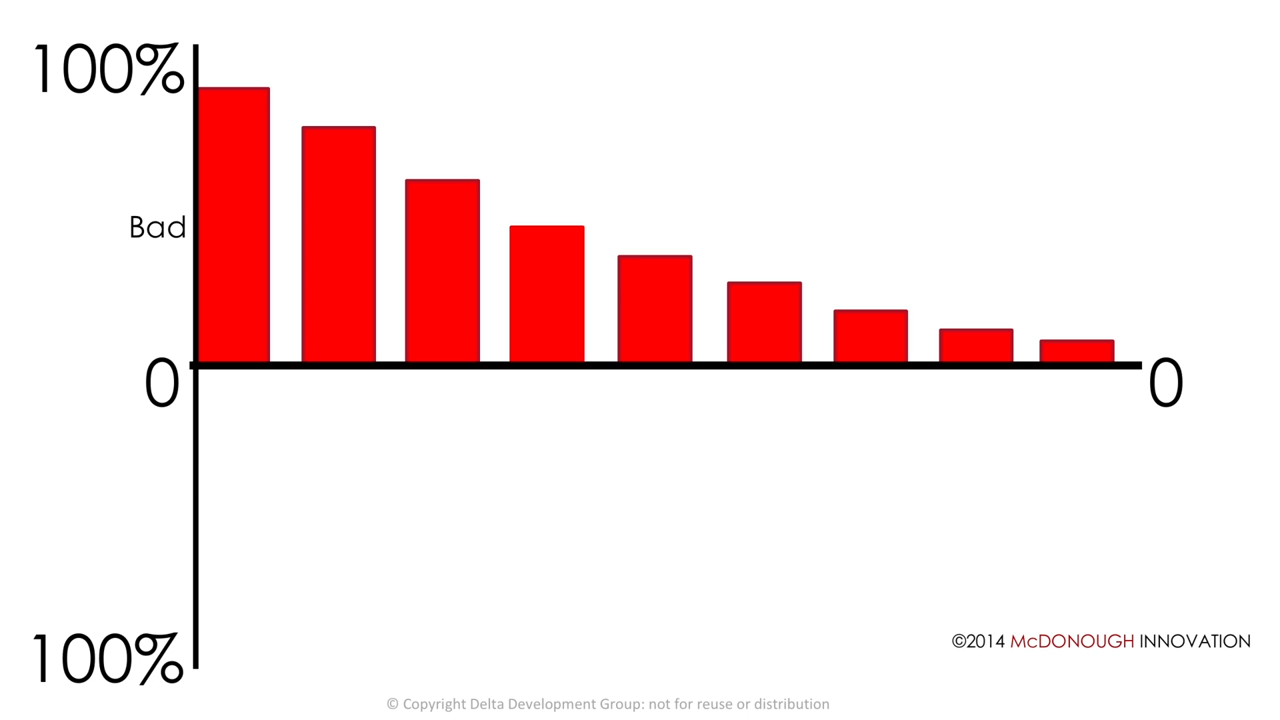 100%
Bad
0
0
100%
©2014 McDONOUGH INNOVATION
© Copyright Delta Development Group: not for reuse or distribution